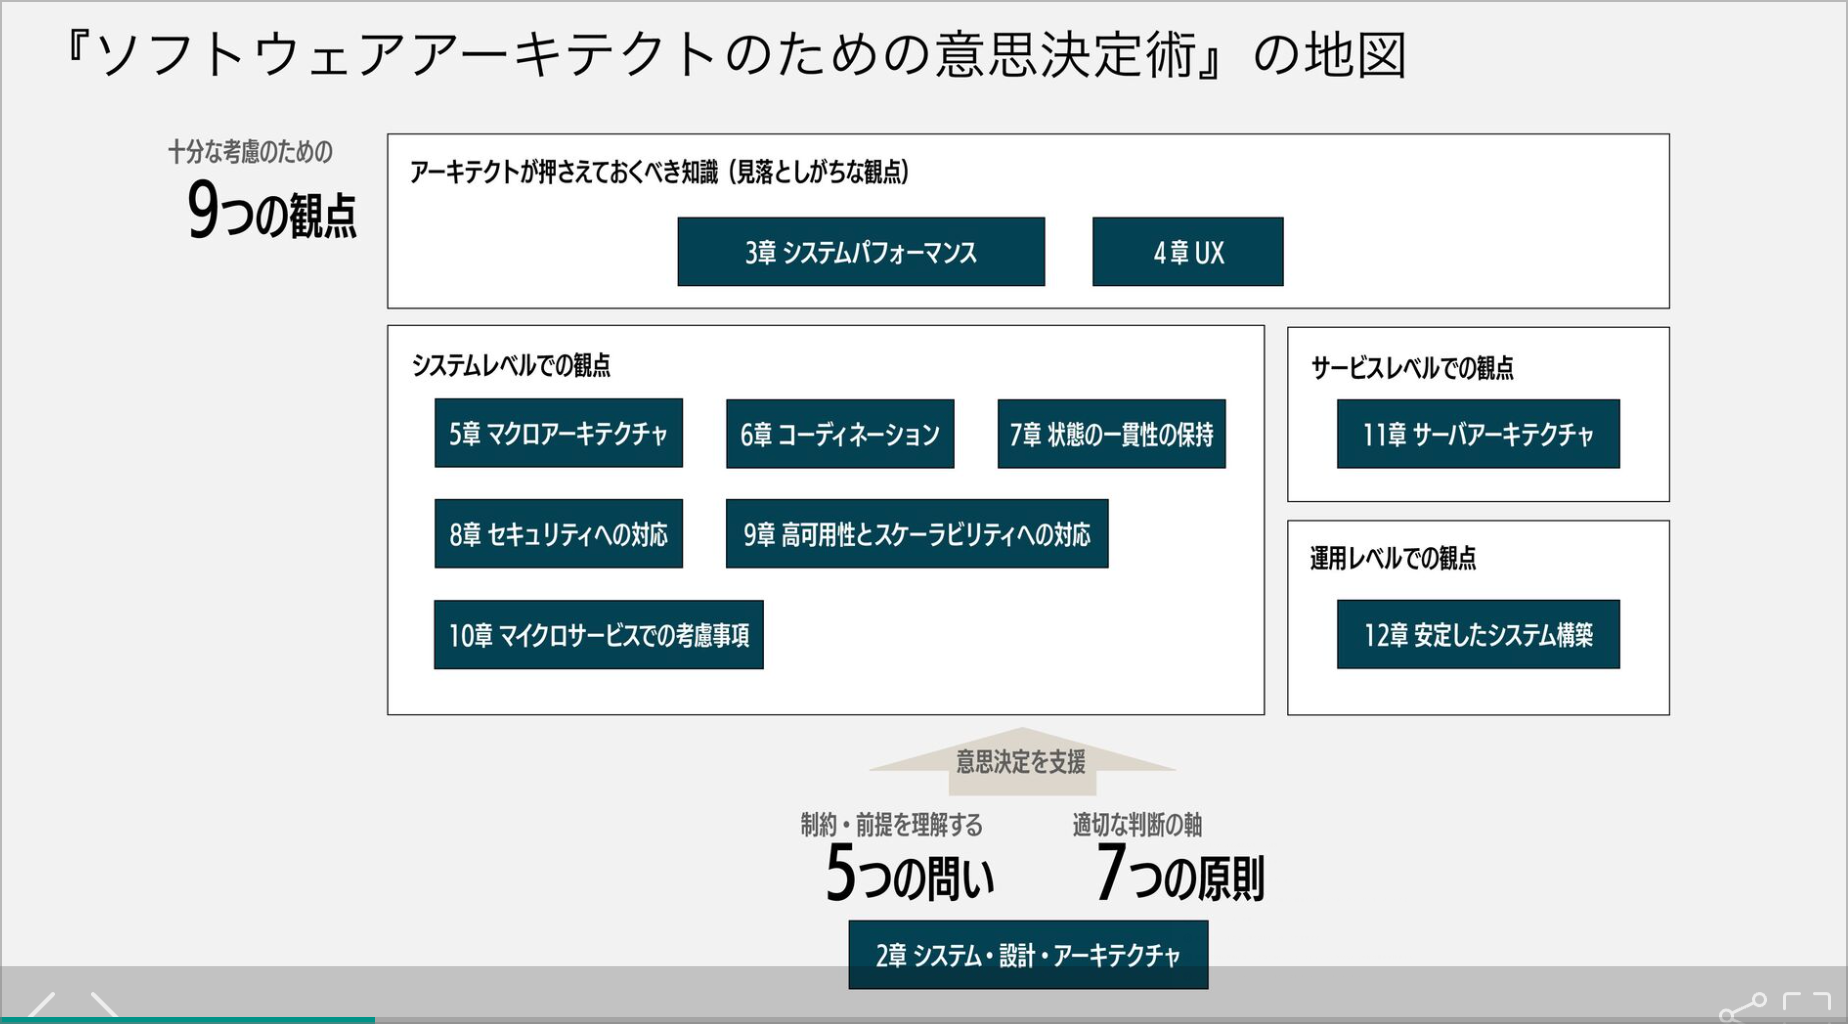 『ソフトウェアアーキテクトのための意思決定術』の地図
十分な考慮のための
9つの観点
アーキテクトが押さえておくべき知識（見落としがちな観点）
3章 システムパフォーマンス
4章 UX
システムレベルでの観点
5章 マクロアーキテクチャ
6章 コーディネーション
7章 状態の一貫性の保持
8章 セキュリティへの対応
9章 高可用性とスケーラビリティへの対応
10章 マイクロサービスでの考慮事項
サービスレベルでの観点
11章 サーバアーキテクチャ
運用レベルでの観点
12章 安定したシステム構築
意思決定を支援
制約・前提を理解する
5つの問い
適切な判断の軸
7つの原則
2章 システム・設計・アーキテクチャ